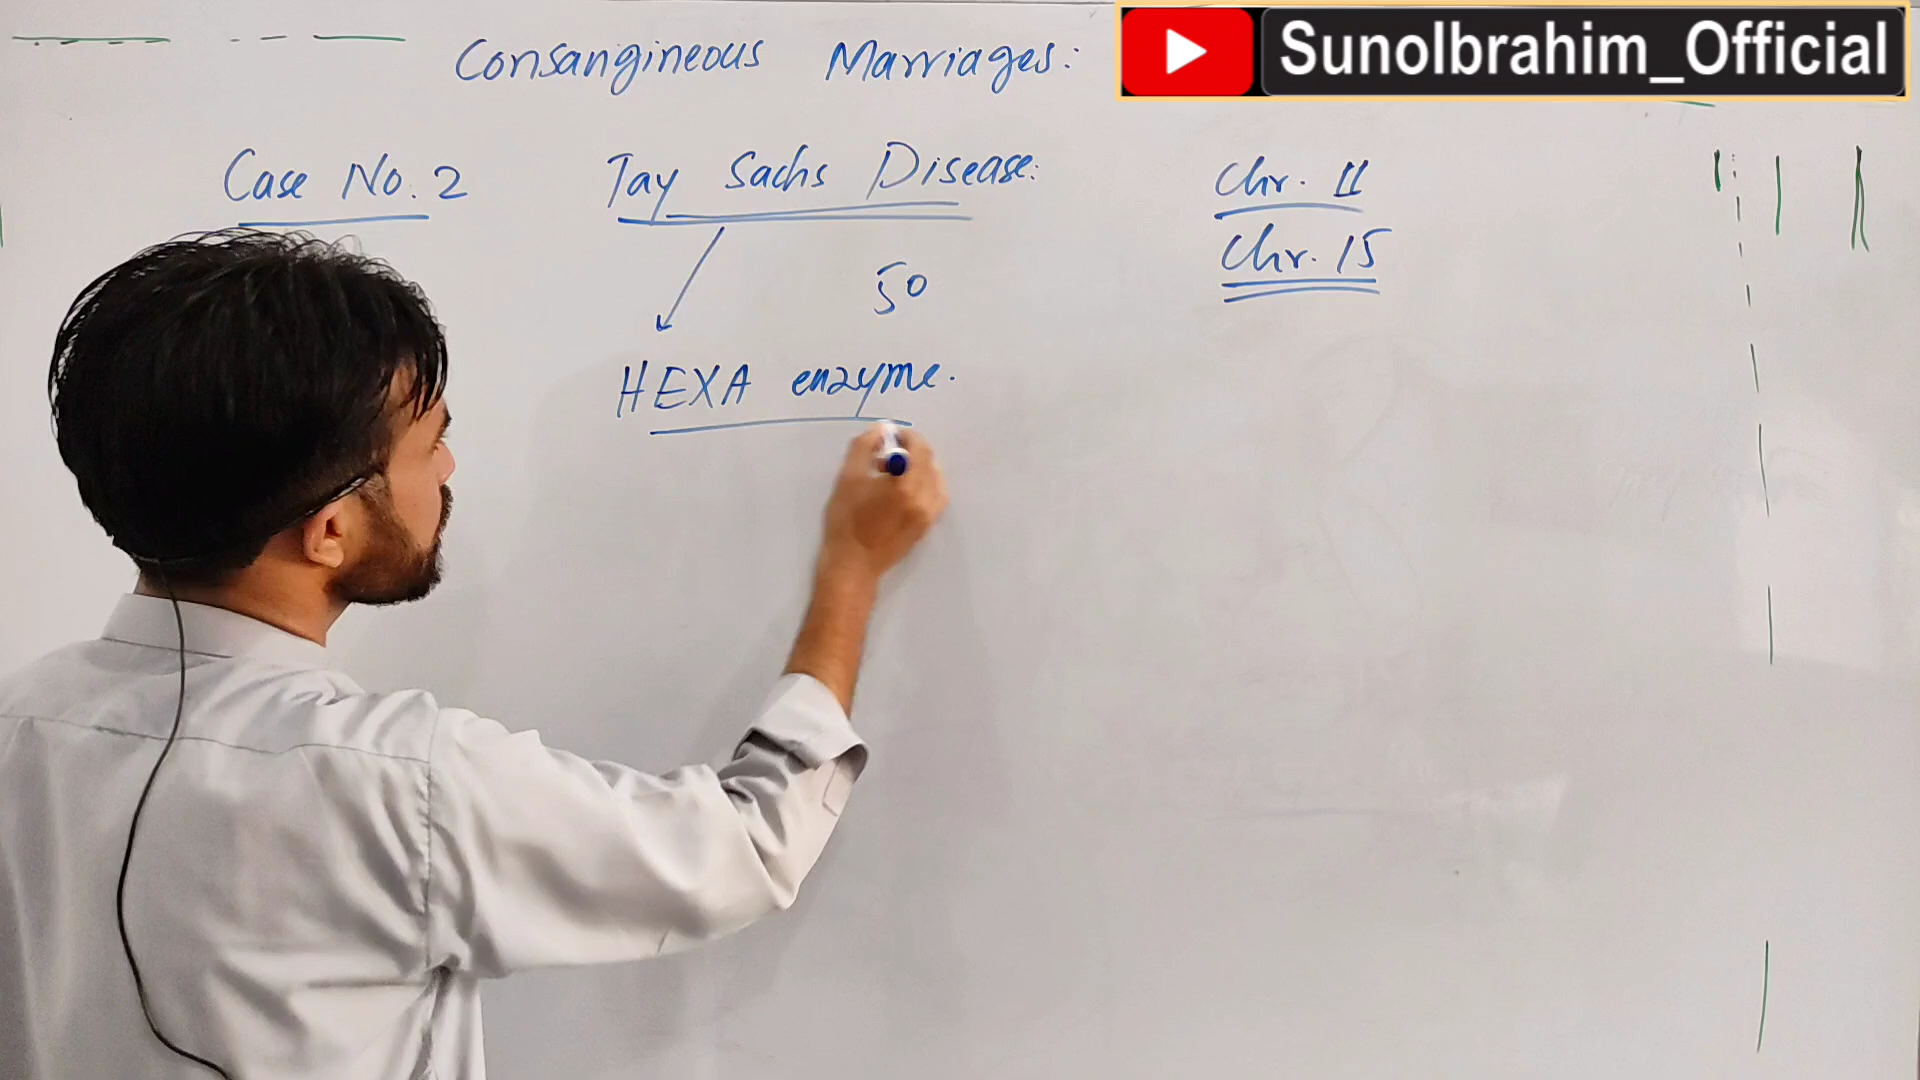 Consangineous Marriages:
SunoIbrahim_Official
Case No. 2 Tay Sachs Disease: Chr. 11
Chr. 15
50
HEXA enzyme.